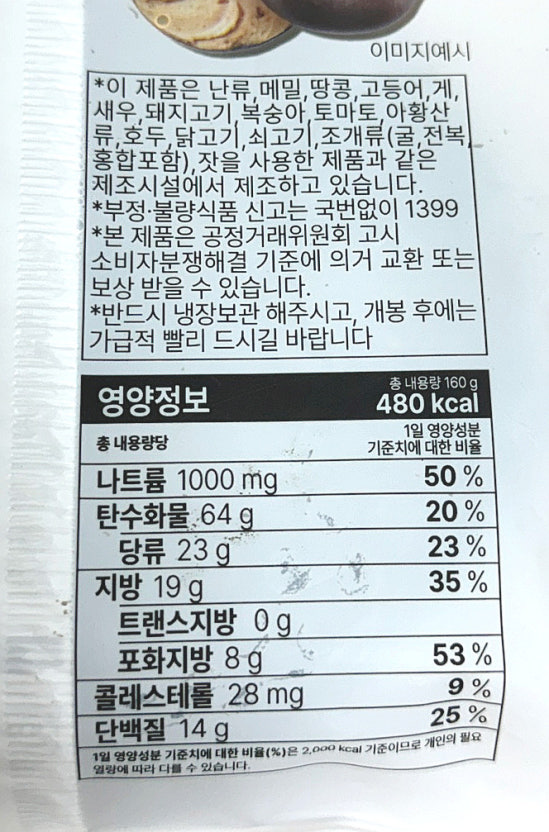 이미지예시
*이 제품은 난류,메밀,땅콩,고등어,게,
새우,돼지고기,복숭아,토마토,아황산
류,호두,닭고기,쇠고기,조개류(굴,전복,
홍합포함),잣을 사용한 제품과 같은
제조시설에서 제조하고 있습니다.
*부정·불량식품 신고는 국번없이 1399
*본 제품은 공정거래위원회 고시
소비자분쟁해결 기준에 의거 교환 또는
보상 받을 수 있습니다.
*반드시 냉장보관 해주시고, 개봉 후에는
가급적 빨리 드시길 바랍니다
영양정보 총 내용량 160 g
480 kcal
총 내용량당 1일 영양성분
기준치에 대한 비율
나트륨 1000 mg 50 %
탄수화물 64 g 20 %
당류 23 g 23 %
지방 19 g 35 %
트랜스지방 0 g
포화지방 8 g 53 %
콜레스테롤 28 mg 9 %
단백질 14 g 25 %
1일 영양성분 기준치에 대한 비율(%)은 2,000 kcal 기준이므로 개인의 필요
열량에 따라 다를 수 있습니다.